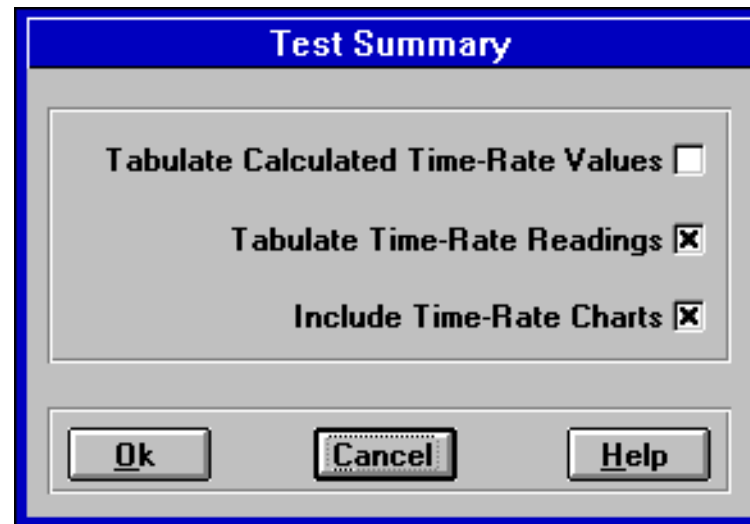 Test Summary
Tabulate Calculated Time-Rate Values
Tabulate Time-Rate Readings
Include Time-Rate Charts
Ok Cancel Help